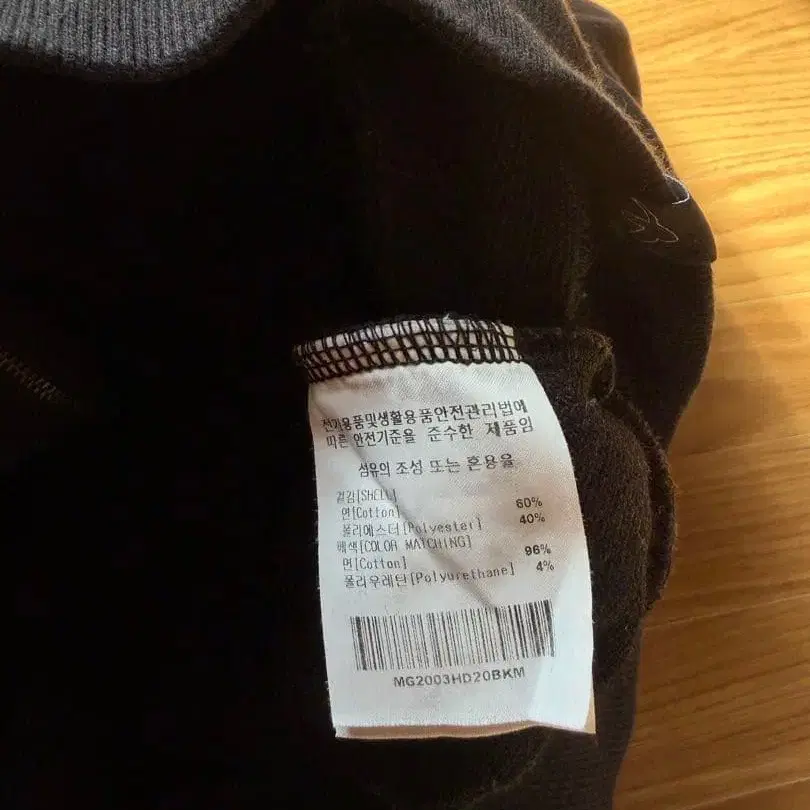 전기용품및생활용품안전관리법에
따른 안전기준을 준수한 제품임
섬유의 조성 또는 혼용율
겉감[SHELL]
면[Cotton] 60%
폴리에스터[Polyester] 40%
배색[COLOR MATCHING]
면[Cotton] 96%
폴리우레탄[Polyurethane] 4%
MG2003HD20BKM